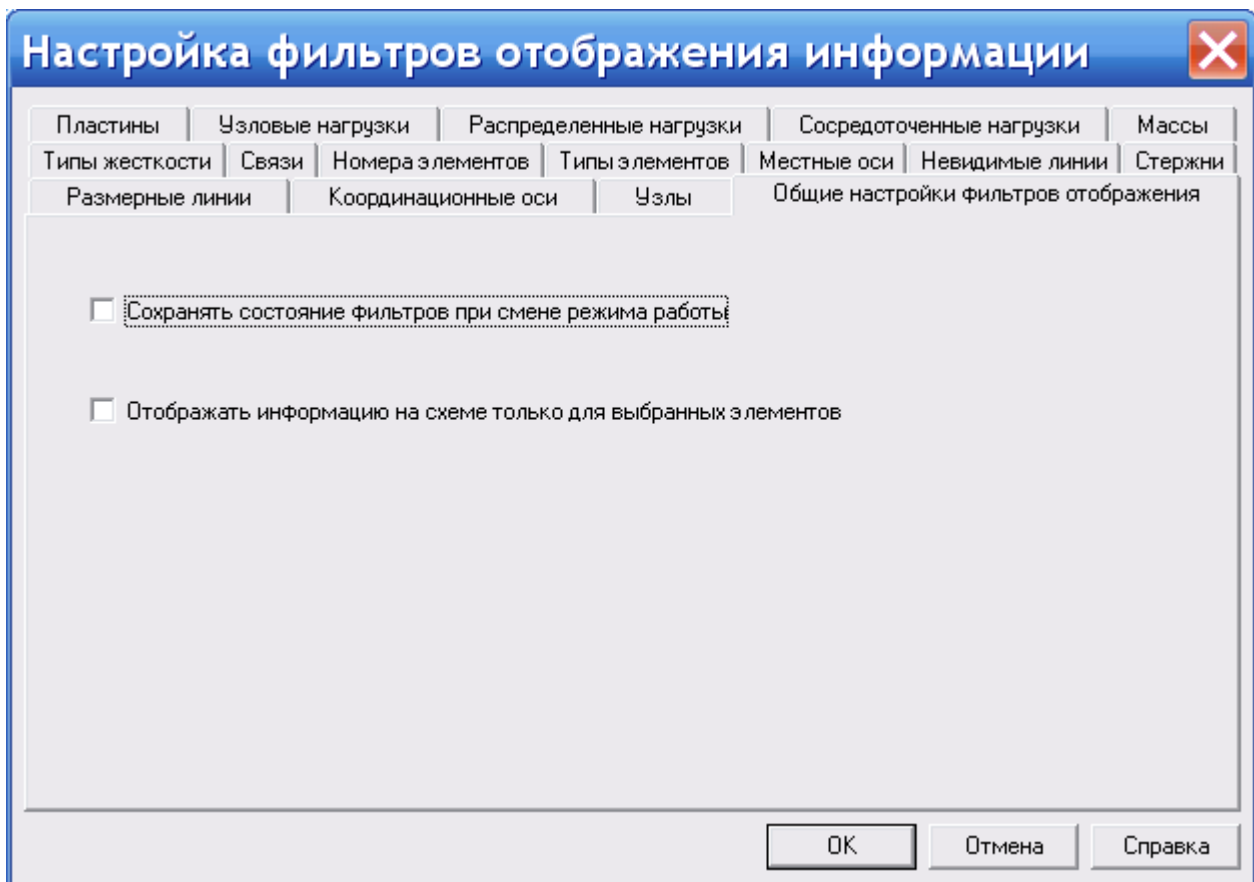 Настройка фильтров отображения информации
Пластины Узловые нагрузки Распределенные нагрузки Сосредоточенные нагрузки Массы
Типы жесткости Связи Номера элементов Типы элементов Местные оси Невидимые линии Стержни
Размерные линии Координационные оси Узлы Общие настройки фильтров отображения
Сохранять состояние фильтров при смене режима работы
Отображать информацию на схеме только для выбранных элементов
OK Отмена Справка